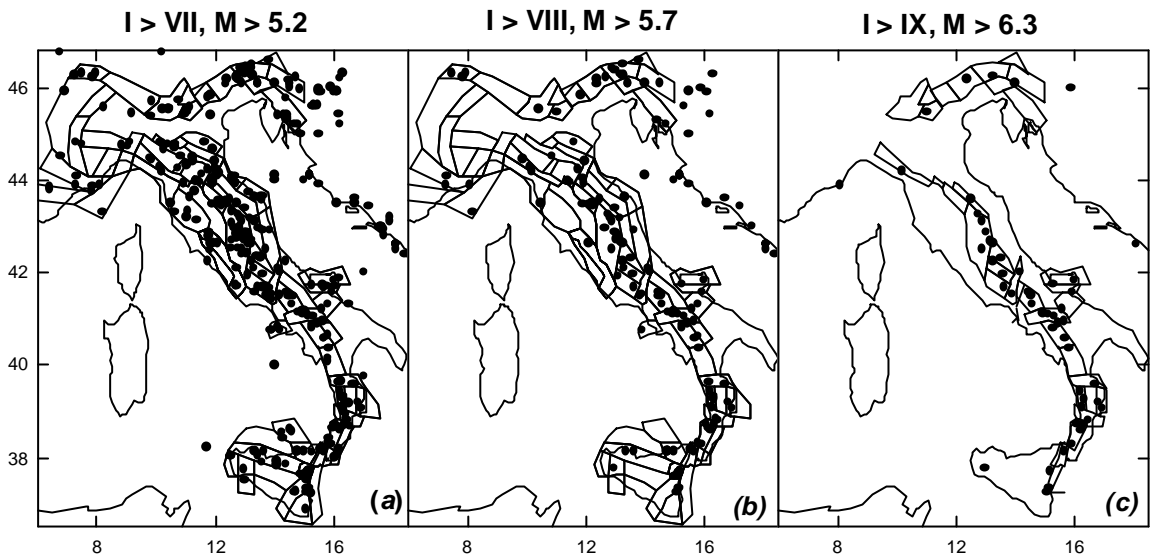 I > VII, M > 5.2
I > VIII, M > 5.7
I > IX, M > 6.3
46
44
42
40
38
(a)
(b)
(c)
8 12 16 8 12 16 8 12 16